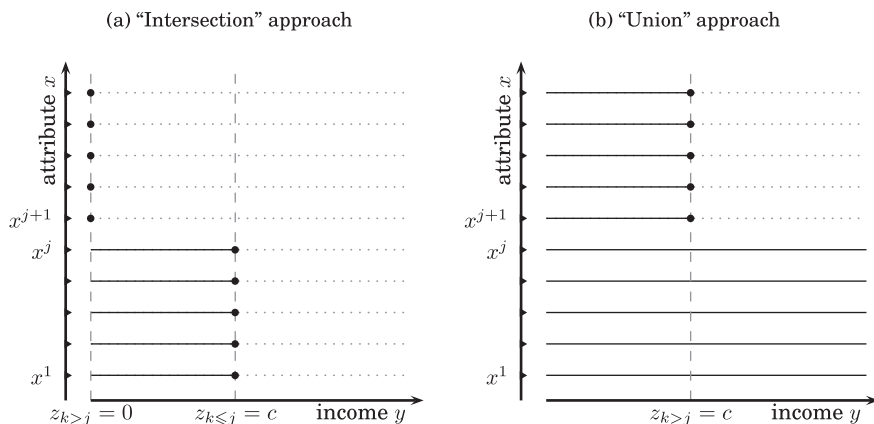 (a) “Intersection” approach
attribute x
x^{j+1}
x^j
x^1
z_{k>j} = 0
z_{k⩽j} = c
income y
(b) “Union” approach
attribute x
x^{j+1}
x^j
x^1
z_{k>j} = c
income y